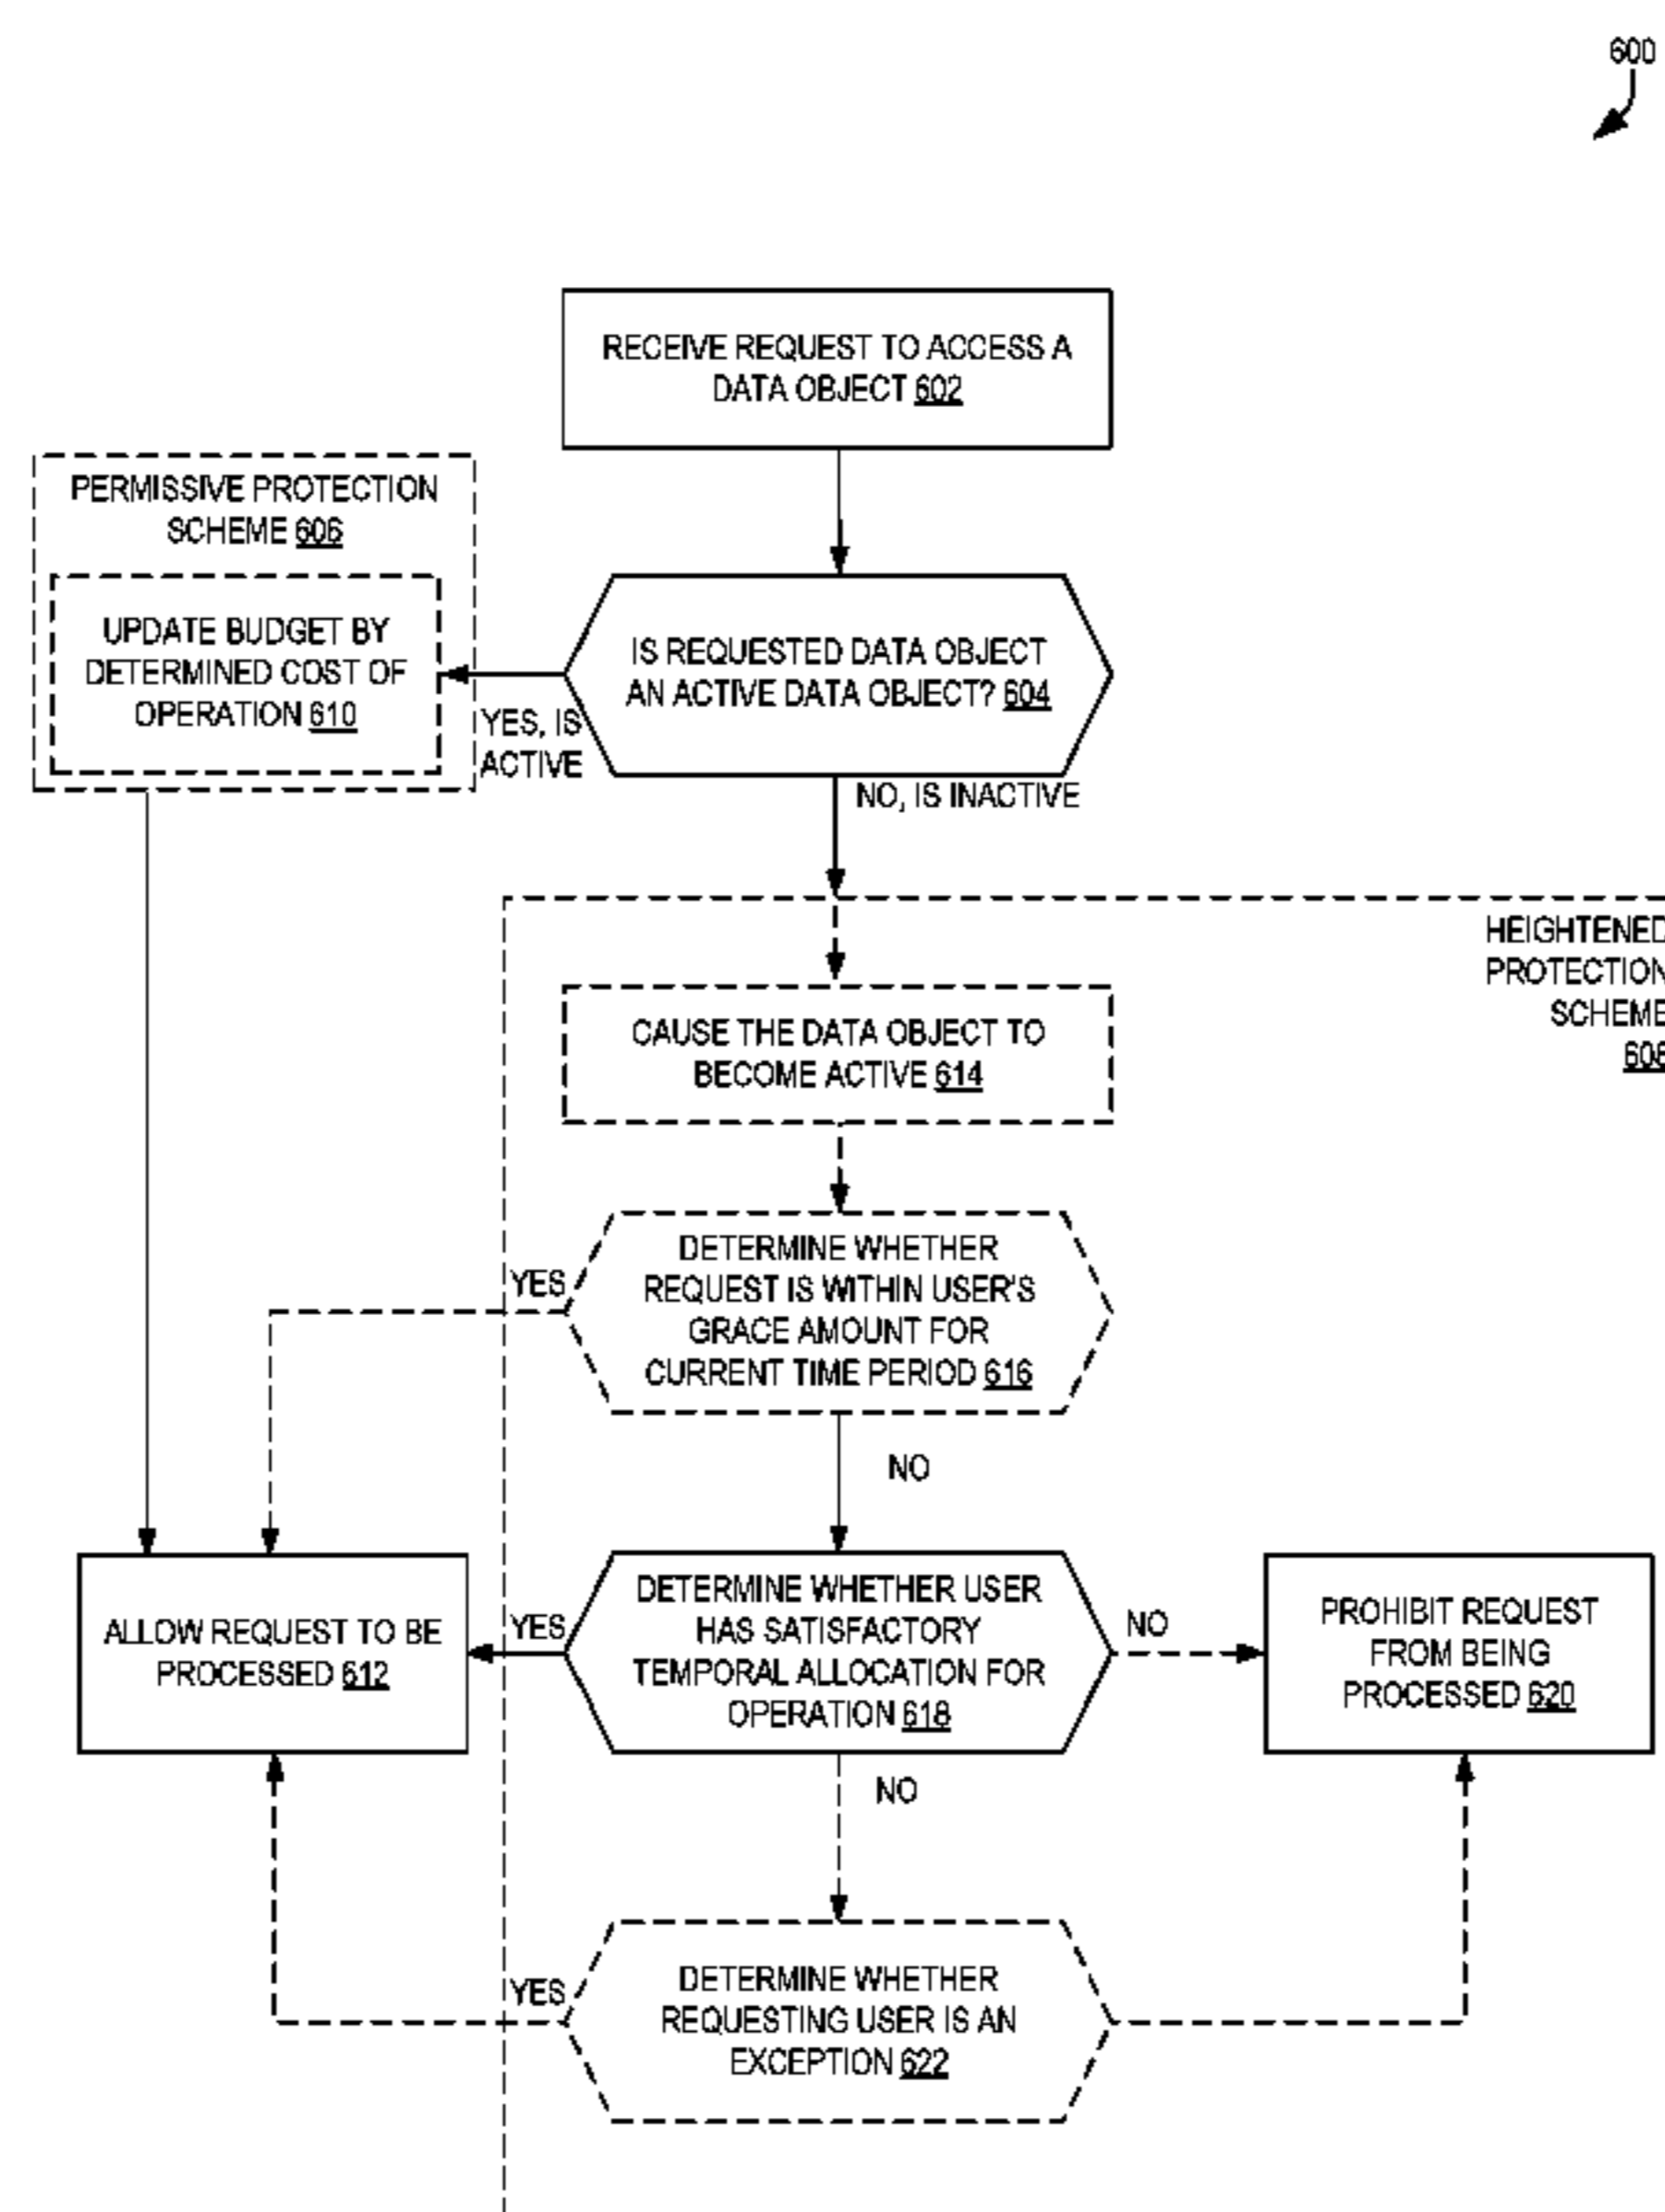 600
RECEIVE REQUEST TO ACCESS A
DATA OBJECT 602
PERMISSIVE PROTECTION
SCHEME 606
UPDATE BUDGET BY
DETERMINED COST OF
OPERATION 610
IS REQUESTED DATA OBJECT
AN ACTIVE DATA OBJECT? 604
YES, IS
ACTIVE
NO, IS INACTIVE
HEIGHTENED
PROTECTION
SCHEME
608
CAUSE THE DATA OBJECT TO
BECOME ACTIVE 614
YES
DETERMINE WHETHER
REQUEST IS WITHIN USER'S
GRACE AMOUNT FOR
CURRENT TIME PERIOD 616
NO
ALLOW REQUEST TO BE
PROCESSED 612
YES
DETERMINE WHETHER USER
HAS SATISFACTORY
TEMPORAL ALLOCATION FOR
OPERATION 618
NO
PROHIBIT REQUEST
FROM BEING
PROCESSED 620
NO
YES
DETERMINE WHETHER
REQUESTING USER IS AN
EXCEPTION 622